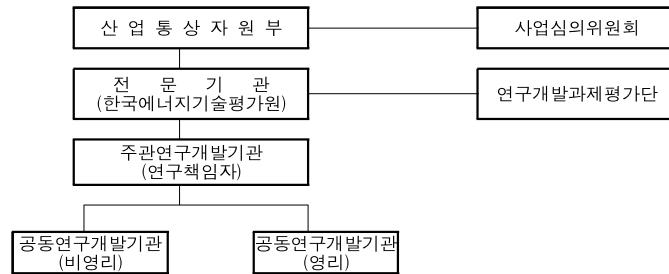 산 업 통 상 자 원 부
사업심의위원회
전 문 기 관
(한국에너지기술평가원)
연구개발과제평가단
주관연구개발기관
(연구책임자)
공동연구개발기관
(비영리)
공동연구개발기관
(영리)